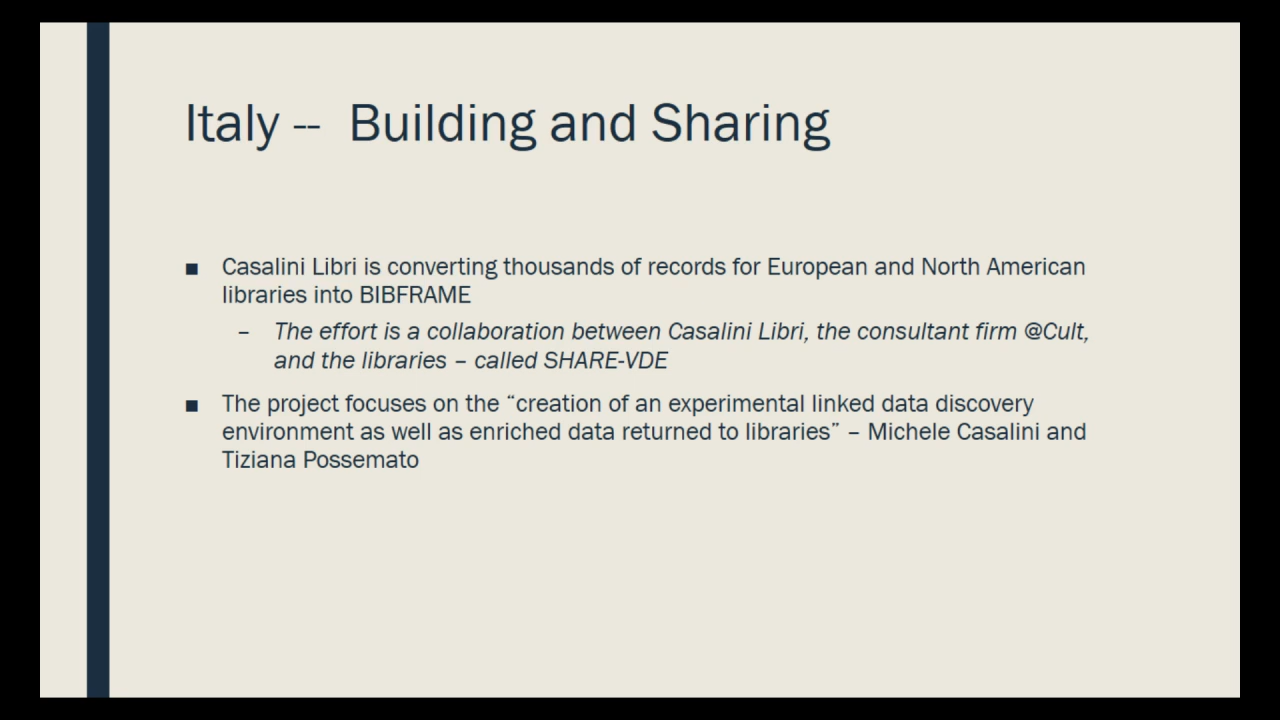 Italy -- Building and Sharing
■ Casalini Libri is converting thousands of records for European and North American
libraries into BIBFRAME
– The effort is a collaboration between Casalini Libri, the consultant firm @Cult,
and the libraries – called SHARE-VDE
■ The project focuses on the “creation of an experimental linked data discovery
environment as well as enriched data returned to libraries” – Michele Casalini and
Tiziana Possemato